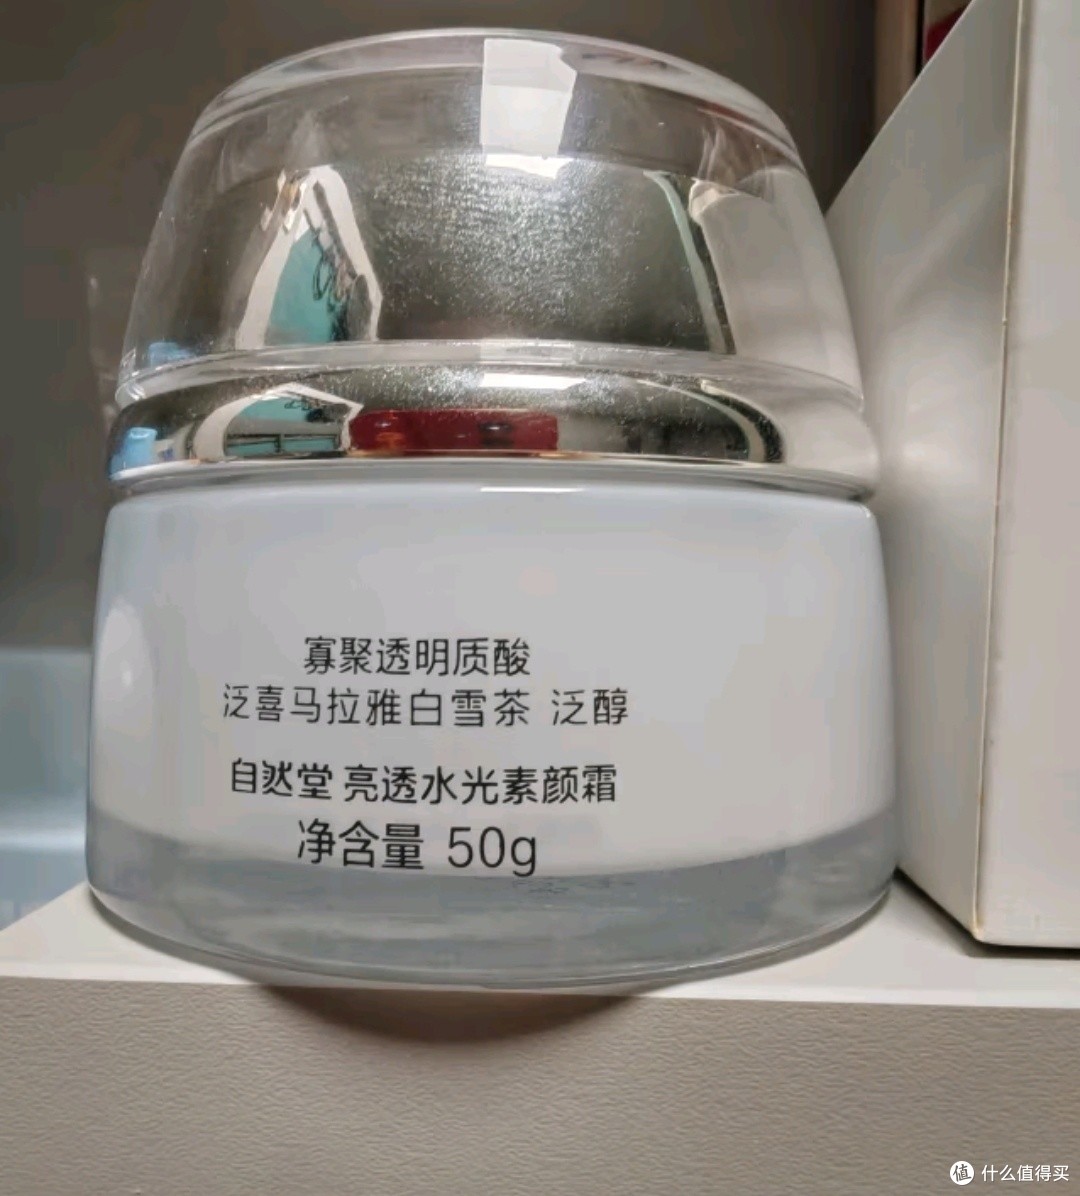 寡聚透明质酸
泛喜马拉雅白雪茶 泛醇
自然堂 亮透水光素颜霜
净含量 50g
值 什么值得买